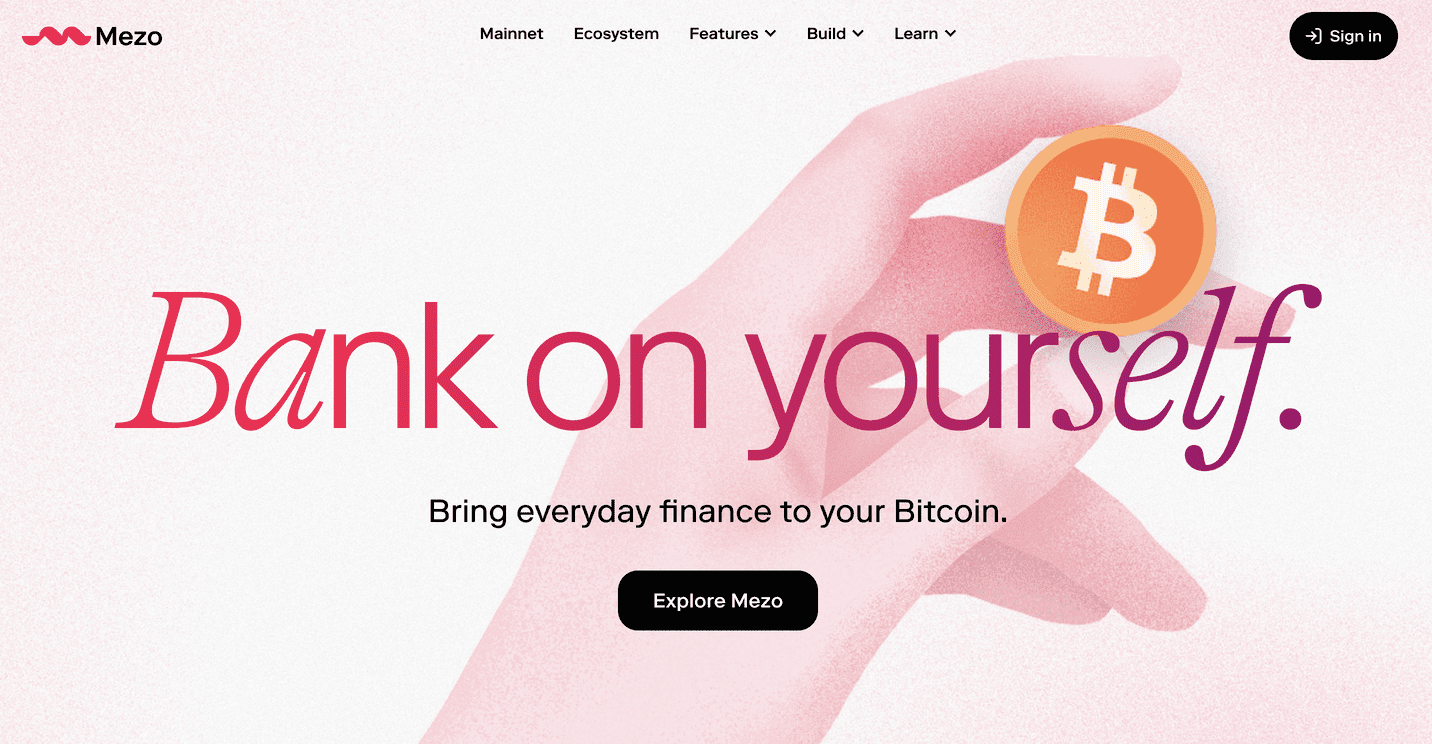 Mezo
Mainnet Ecosystem Features Build Learn
Sign in
Bank on yourself.
Bring everyday finance to your Bitcoin.
Explore Mezo